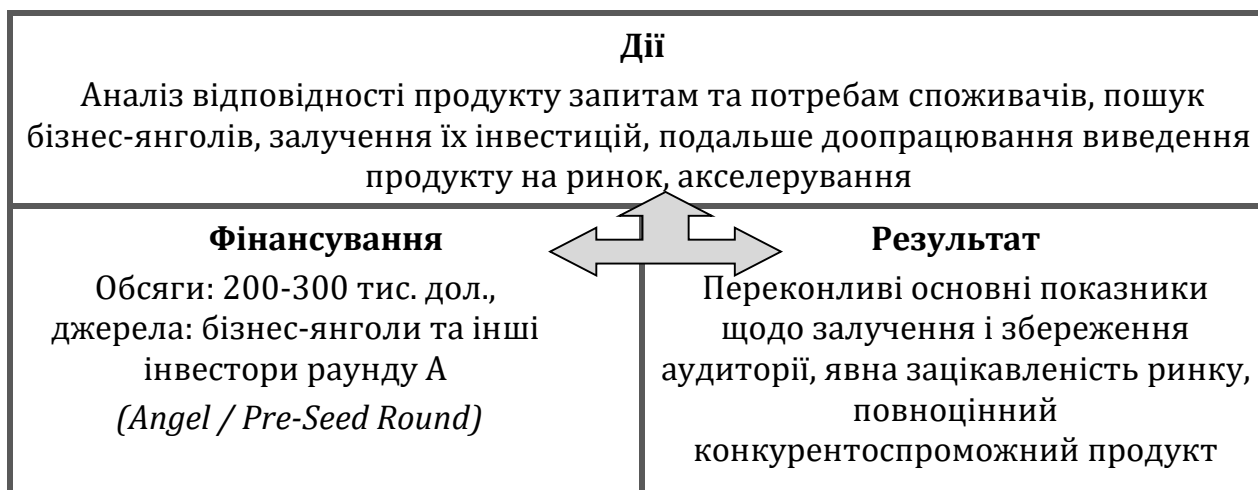 Дії
Аналіз відповідності продукту запитам та потребам споживачів, пошук
бізнес-янголів, залучення їх інвестицій, подальше доопрацювання виведення
продукту на ринок, акселерування
Фінансування
Обсяги: 200-300 тис. дол.,
джерела: бізнес-янголи та інші
інвестори раунду А
(Angel / Pre-Seed Round)
Результат
Переконливі основні показники
щодо залучення і збереження
аудиторії, явна зацікавленість ринку,
повноцінний
конкурентоспроможний продукт